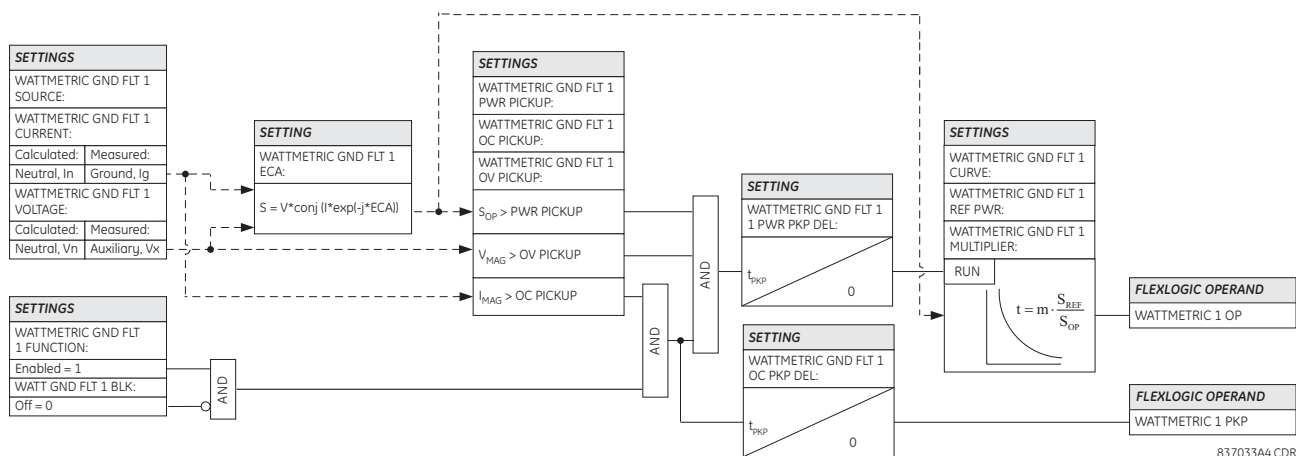 SETTINGS
WATTMETRIC GND FLT 1
SOURCE:
WATTMETRIC GND FLT 1
CURRENT:
Calculated: Measured:
Neutral, In Ground, Ig
WATTMETRIC GND FLT 1
VOLTAGE:
Calculated: Measured:
Neutral, Vn Auxiliary, Vx
SETTINGS
WATTMETRIC GND FLT
1 FUNCTION:
Enabled = 1
WATT GND FLT 1 BLK:
Off = 0
AND
SETTING
WATTMETRIC GND FLT 1
ECA:
S = V*conj (I*exp(-j*ECA))
SETTINGS
WATTMETRIC GND FLT 1
PWR PICKUP:
WATTMETRIC GND FLT 1
OC PICKUP:
WATTMETRIC GND FLT 1
OV PICKUP:
SOP > PWR PICKUP
VMAG > OV PICKUP
IMAG > OC PICKUP
AND
AND
SETTING
WATTMETRIC GND FLT 1
1 PWR PKP DEL:
tPKP
0
SETTING
WATTMETRIC GND FLT 1
OC PKP DEL:
tPKP
0
SETTINGS
WATTMETRIC GND FLT 1
CURVE:
WATTMETRIC GND FLT 1
REF PWR:
WATTMETRIC GND FLT 1
MULTIPLIER:
RUN
t = m · SREF / SOP
FLEXLOGIC OPERAND
WATTMETRIC 1 OP
FLEXLOGIC OPERAND
WATTMETRIC 1 PKP
837033A4.CDR